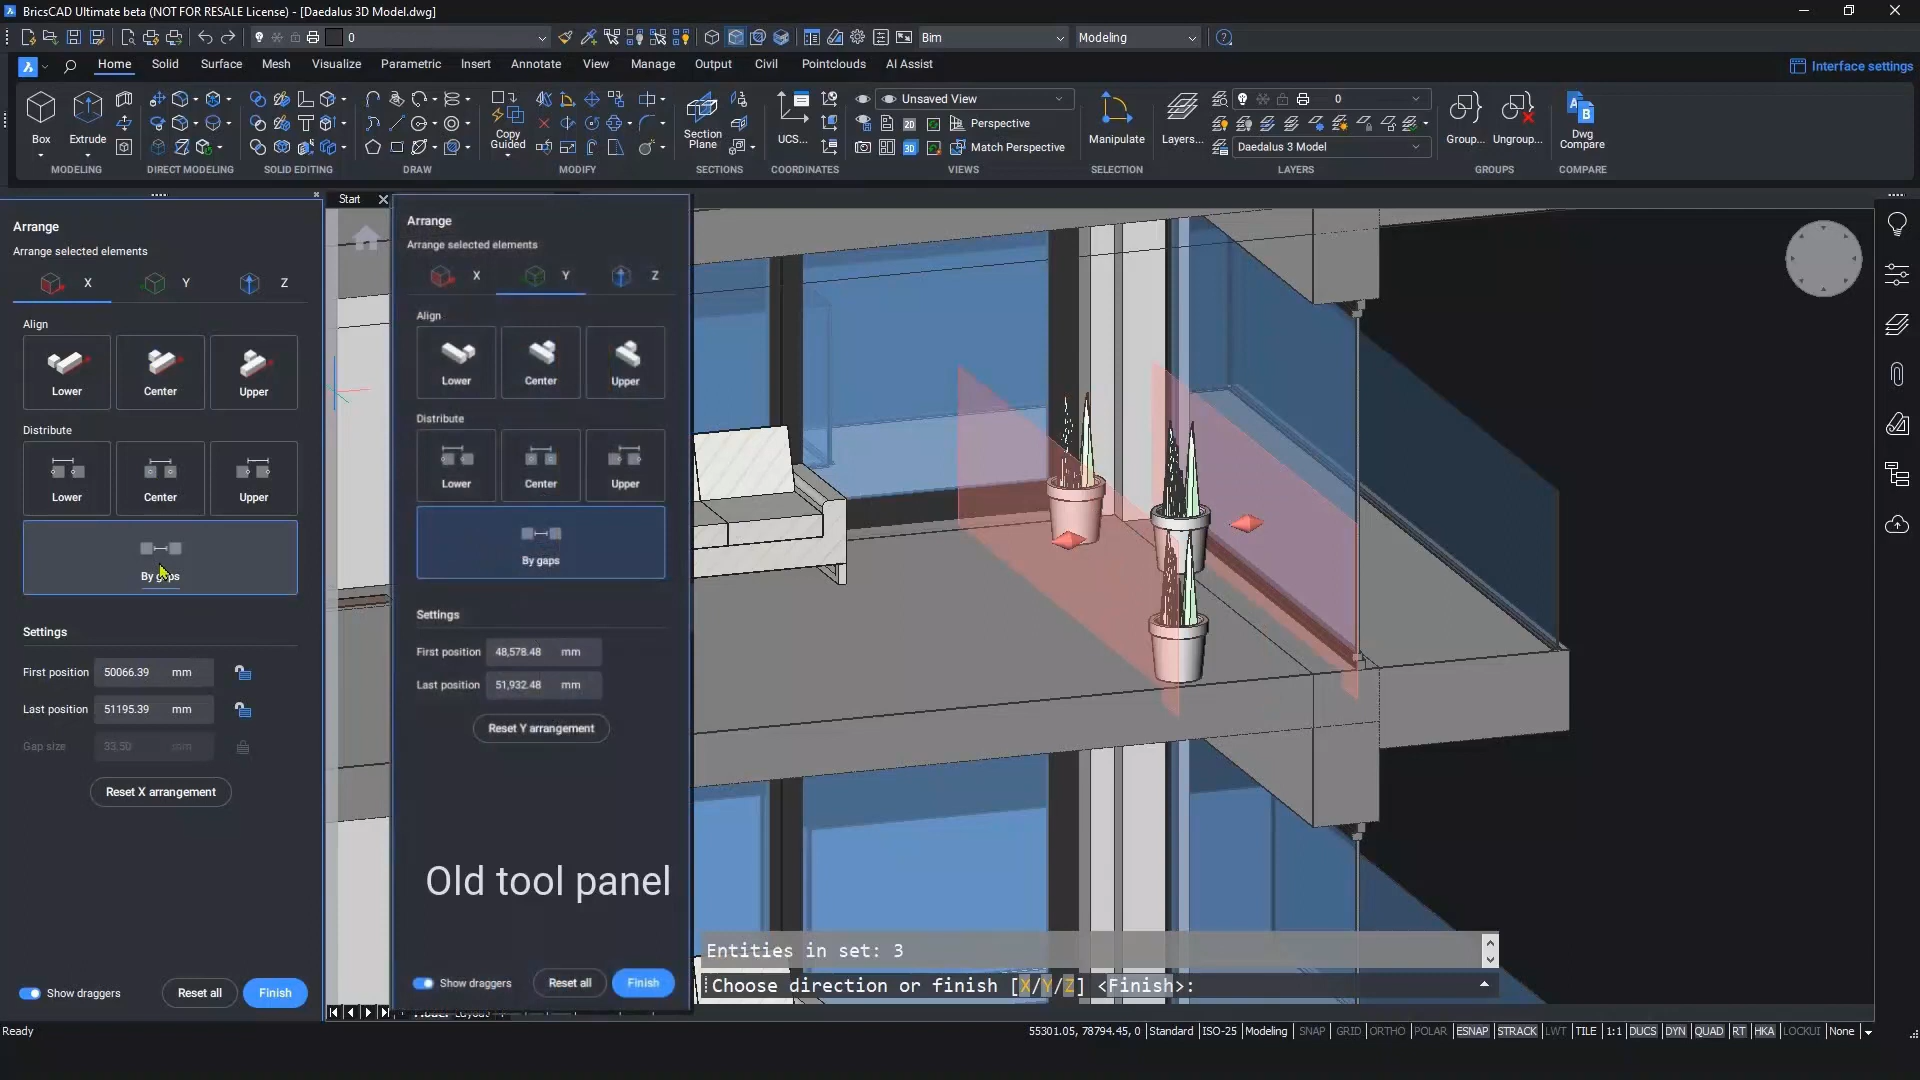 BricsCAD Ultimate beta (NOT FOR RESALE License) - [Daedalus 3D Model.dwg]
0
Bim
Modeling
Home Solid Surface Mesh Visualize Parametric Insert Annotate View Manage Output Civil Pointclouds AI Assist
Interface settings
Box
Extrude
Copy
Guided
Section
Plane
UCS...
Unsaved View
2D
Perspective
3D
Match Perspective
Manipulate
Layers...
0
Daedalus 3 Model
Group...
Ungroup...
Dwg
Compare
MODELING DIRECT MODELING SOLID EDITING DRAW MODIFY SECTIONS COORDINATES VIEWS SELECTION LAYERS GROUPS COMPARE
Start
Arrange
Arrange selected elements
X Y Z
Align
Lower Center Upper
Distribute
Lower Center Upper
By gaps
Settings
First position 50066.39 mm
Last position 51195.39 mm
Gap size 33,50 mm
Reset X arrangement
Show draggers Reset all Finish
Arrange
Arrange selected elements
X Y Z
Align
Lower Center Upper
Distribute
Lower Center Upper
By gaps
Settings
First position 48,578.48 mm
Last position 51,932.48 mm
Reset Y arrangement
Old tool panel
Show draggers Reset all Finish
Entities in set: 3
Choose direction or finish [X/Y/Z] <Finish>:
Ready
55301.05, 78794.45, 0 Standard ISO-25 Modeling SNAP GRID ORTHO POLAR ESNAP STRACK LWT TILE 1:1 DUCS DYN QUAD RT HKA LOCKUI None